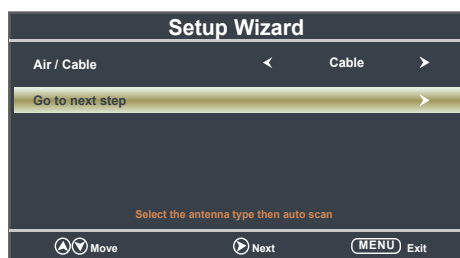 Setup Wizard
Air / Cable Cable
Go to next step
Select the antenna type then auto scan
Move Next MENU Exit